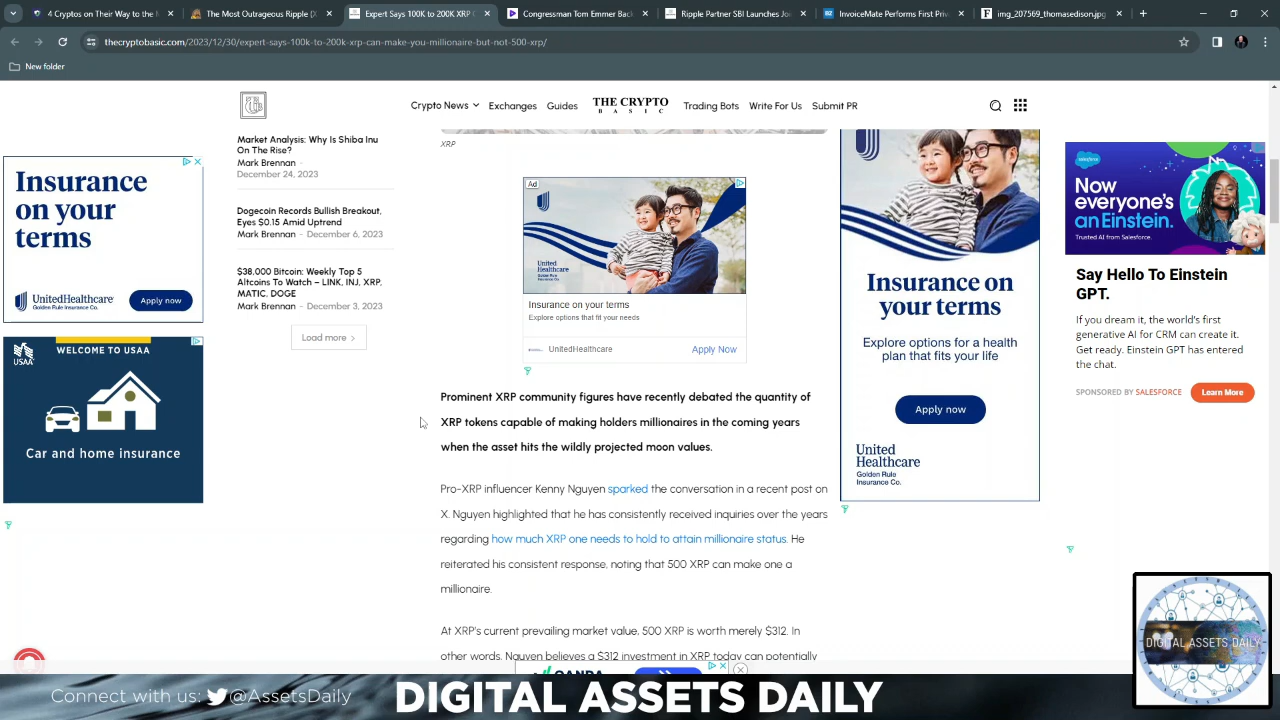 4 Cryptos to Make You a Millio
The Most Outrageous Ripple (
Expert Says 100K to 200K XRP C
Congressman Tom Emmer Back
Ripple Partner SBI Launches Jo
InvoiceMate Performs First Priv
img_207569_thomasedison.jpg
thecryptobasic.com/2023/12/30/expert-says-100k-to-200k-xrp-can-make-you-millionaire-but-not-500-xrp/
New folder
Crypto News
Exchanges
Guides
THE CRYPTO
BASIC
Trading Bots
Write For Us
Submit PR
Insurance
on your
terms
UnitedHealthcare
Golden Rule Insurance Co.
Apply now
USAA
WELCOME TO USAA
Car and home insurance
Market Analysis: Why Is Shiba Inu
On The Rise?
Mark Brennan -
December 24, 2023
Dogecoin Records Bullish Breakout,
Eyes $0.15 Amid Uptrend
Mark Brennan - December 6, 2023
$38,000 Bitcoin: Weekly Top 5
Altcoins To Watch – LINK, INJ, XRP,
MATIC, DOGE
Mark Brennan - December 3, 2023
Load more
XRP
Ad
United
Healthcare
Golden Rule
Insurance Co.
Insurance on your terms
Explore options that fit your needs
UnitedHealthcare
Apply Now
Prominent XRP community figures have recently debated the quantity of
XRP tokens capable of making holders millionaires in the coming years
when the asset hits the wildly projected moon values.
Pro-XRP influencer Kenny Nguyen sparked the conversation in a recent post on
X. Nguyen highlighted that he has consistently received inquiries over the years
regarding how much XRP one needs to hold to attain millionaire status. He
reiterated his consistent response, noting that 500 XRP can make one a
millionaire.
At XRP's current prevailing market value, 500 XRP is worth merely $312. In
other words, Nguyen believes a $312 investment in XRP today can potentially
OANDA
Insurance on
your terms
Explore options for a health
plan that fits your life
Apply now
United
Healthcare
Golden Rule
Insurance Co.
salesforce
Now
everyone's
an Einstein.
Trusted AI from Salesforce.
Say Hello To Einstein
GPT.
If you dream it, the world's first
generative AI for CRM can create it.
Get ready. Einstein GPT has entered
the chat.
SPONSORED BY SALESFORCE
Learn More
DIGITAL ASSETS DAILY
Connect with us: @AssetsDaily
DIGITAL ASSETS DAILY